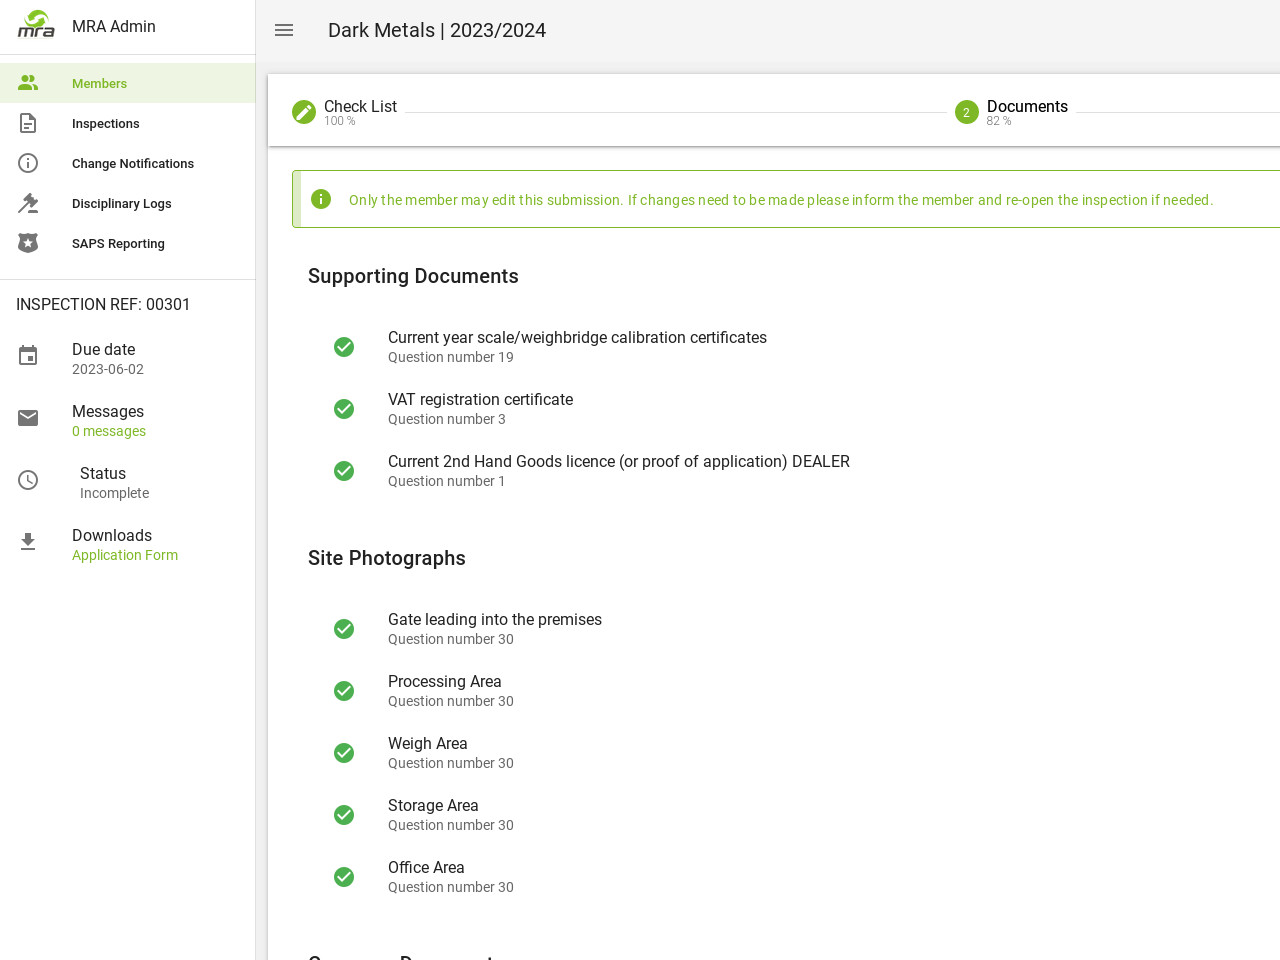 mra
MRA Admin
Members
Inspections
Change Notifications
Disciplinary Logs
SAPS Reporting
INSPECTION REF: 00301
Due date
2023-06-02
Messages
0 messages
Status
Incomplete
Downloads
Application Form
Dark Metals | 2023/2024
Check List
100 %
2
Documents
82 %
Only the member may edit this submission. If changes need to be made please inform the member and re-open the inspection if needed.
Supporting Documents
Current year scale/weighbridge calibration certificates
Question number 19
VAT registration certificate
Question number 3
Current 2nd Hand Goods licence (or proof of application) DEALER
Question number 1
Site Photographs
Gate leading into the premises
Question number 30
Processing Area
Question number 30
Weigh Area
Question number 30
Storage Area
Question number 30
Office Area
Question number 30